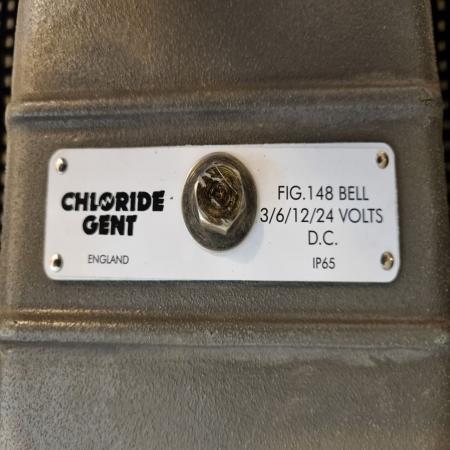 CHLORIDE
GENT
ENGLAND
FIG.148 BELL
3/6/12/24 VOLTS
D.C.
IP65